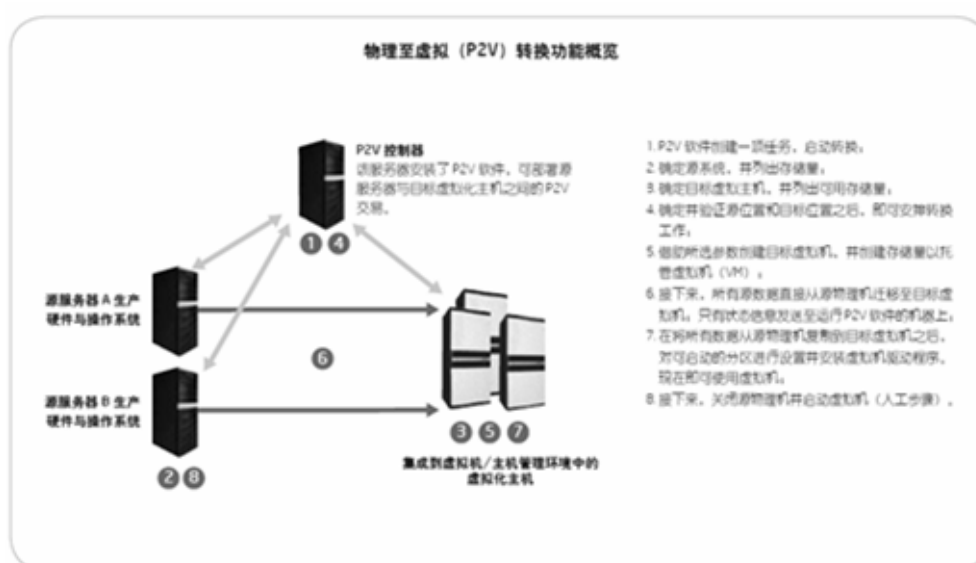 物理至虚拟（P2V）转换功能概览
P2V 控制器
该服务器安装了 P2V 软件，可部署源
服务器与目标虚拟化主机之间的 P2V
交易。
1 4
源服务器 A 生产
硬件与操作系统
6
源服务器 B 生产
硬件与操作系统
2 8
3 5 7
集成到虚拟机/主机管理环境中的
虚拟化主机
1. P2V 软件创建一项任务，启动转换；
2. 确定源系统，并列出存储量；
3. 确定目标虚拟主机，并列出可用存储量；
4. 确定并验证源位置和目标位置之后，即可安排转换
工作；
5. 借助所选参数创建目标虚拟机，并创建存储量以托
管虚拟机（VM）；
6. 接下来，所有源数据直接从源物理机迁移至目标虚
拟机；只有状态信息发送至运行 P2V 软件的机器上；
7. 在将所有数据从源物理机复制到目标虚拟机之后，
对可启动的分区进行设置并安装虚拟机驱动程序，
现在即可使用虚拟机；
8. 接下来，关闭源物理机并启动虚拟机（人工步骤）。